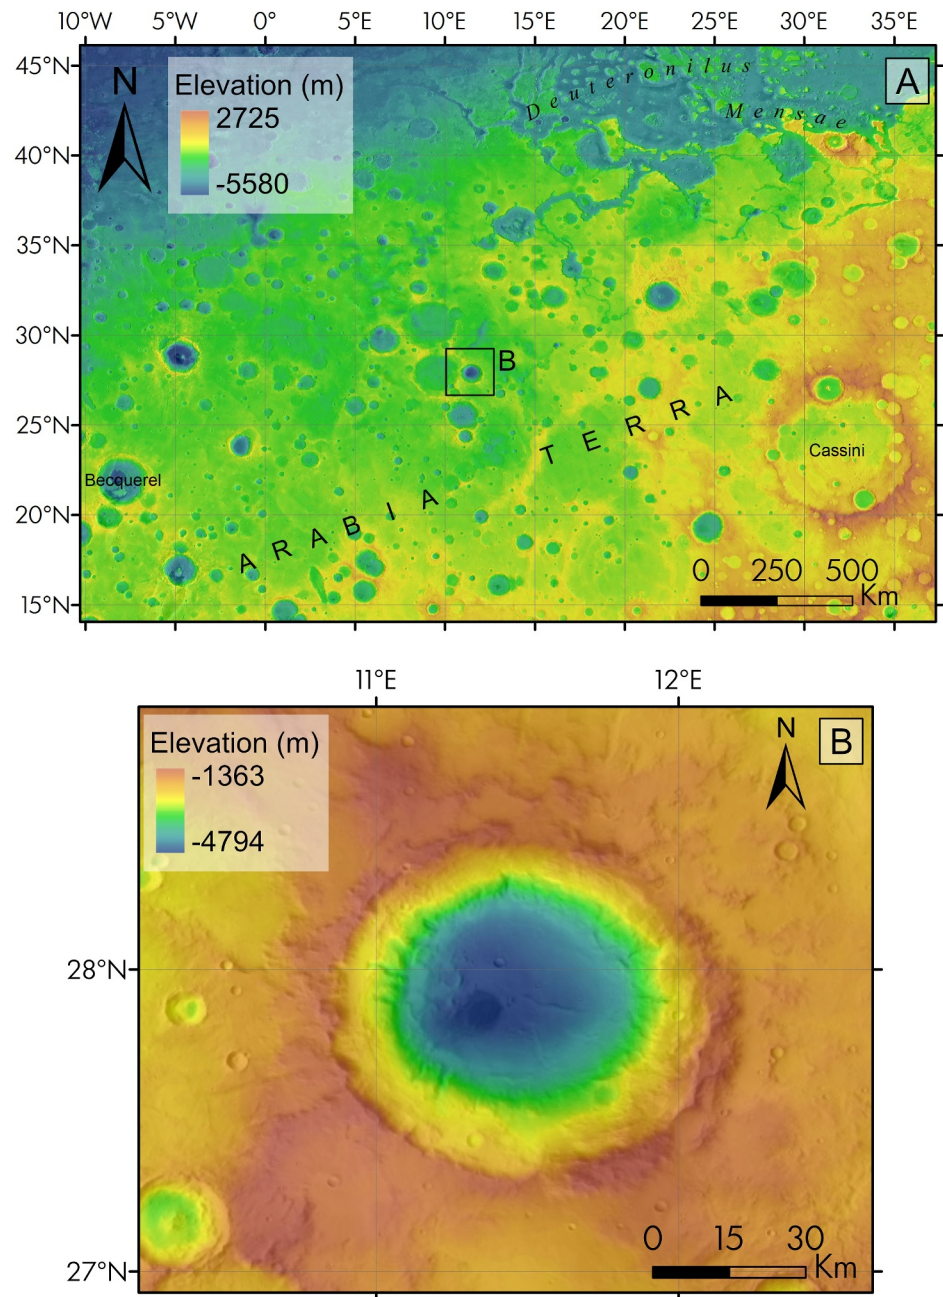 10°W 5°W 0° 5°E 10°E 15°E 20°E 25°E 30°E 35°E
45°N
40°N
35°N
30°N
25°N
20°N
15°N
N
Elevation (m)
2725
-5580
A
Deuteronilus
Mensae
B
ARABIA TERRA
Cassini
Becquerel
0 250 500
Km
11°E 12°E
Elevation (m)
-1363
-4794
N
B
28°N
27°N
0 15 30
Km